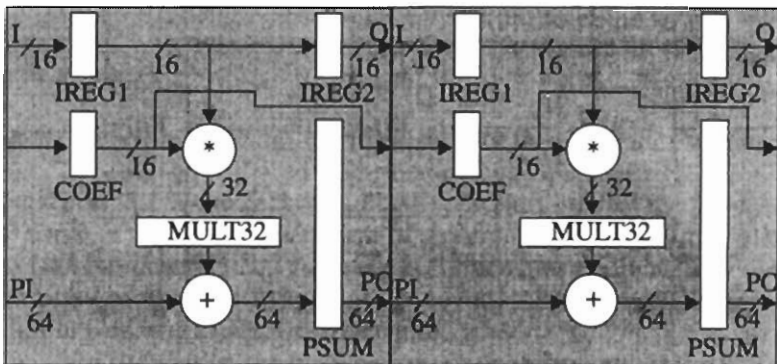 I O I O
16 16 16 16 16 16
IREG1 IREG2 IREG1 IREG2
* *
16 16
COEF 32 COEF 32
MULT32 MULT32
PI PO PI PO
+ +
64 64 64 64 64 64
PSUM PSUM